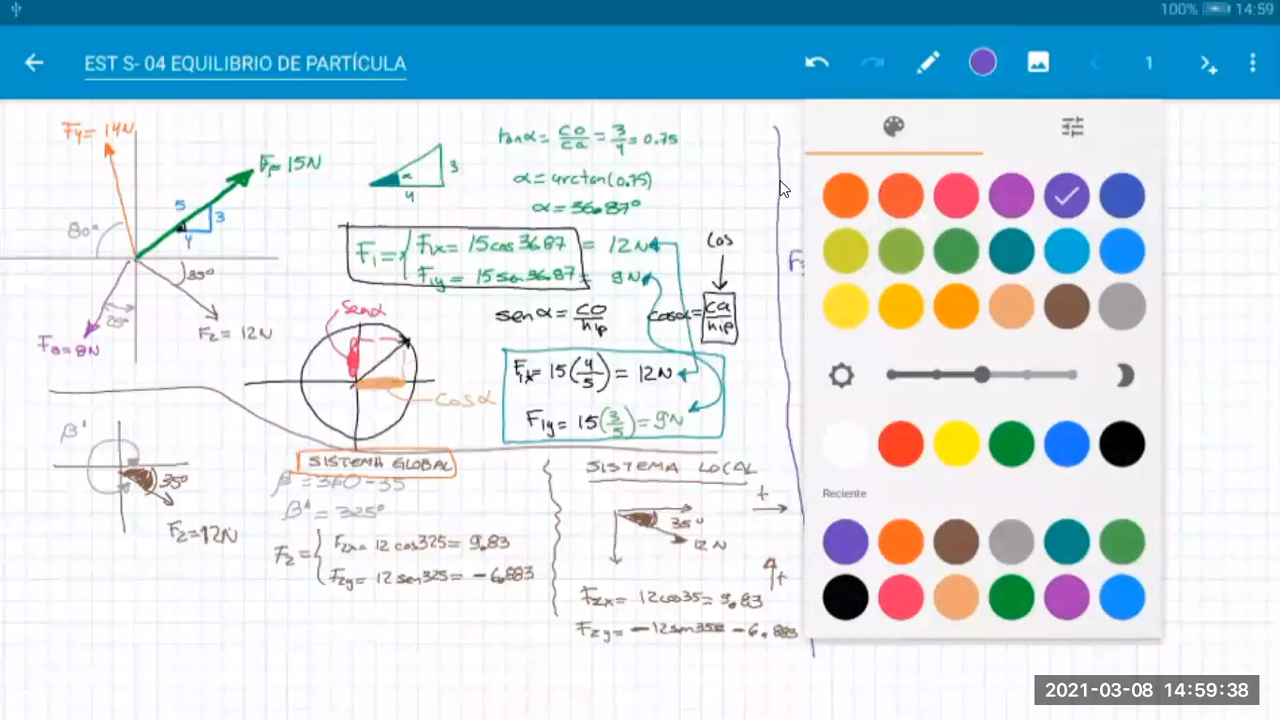 100% 14:59
EST S- 04 EQUILIBRIO DE PARTÍCULA
1
F4= 14N
F1= 15N
5
3
4
80°
35°
25°
F2= 12N
F3=8N
α
3
4
tanα= co/ca = 3/4 = 0.75
α= arctan(0.75)
α= 36.87°
F1= { F1x= 15cos 36.87 = 12N
F1y= 15sen 36.87 = 9N
cos
senα= co/hip
cosα= ca/hip
senα
cosα
F1x= 15(4/5)= 12N
F1y= 15(3/5)=9N
β'
35°
F2=12N
SISTEMA GLOBAL
β'=360-35
β'= 325°
F2= { F2x= 12 cos325= 9.83
F2y= 12 sen325= -6.883
SISTEMA LOCAL
+
35°
12N
+
F2x= 12cos35= 9.83
F2y= -12sen35= -6.883
Reciente
2021-03-08 14:59:38